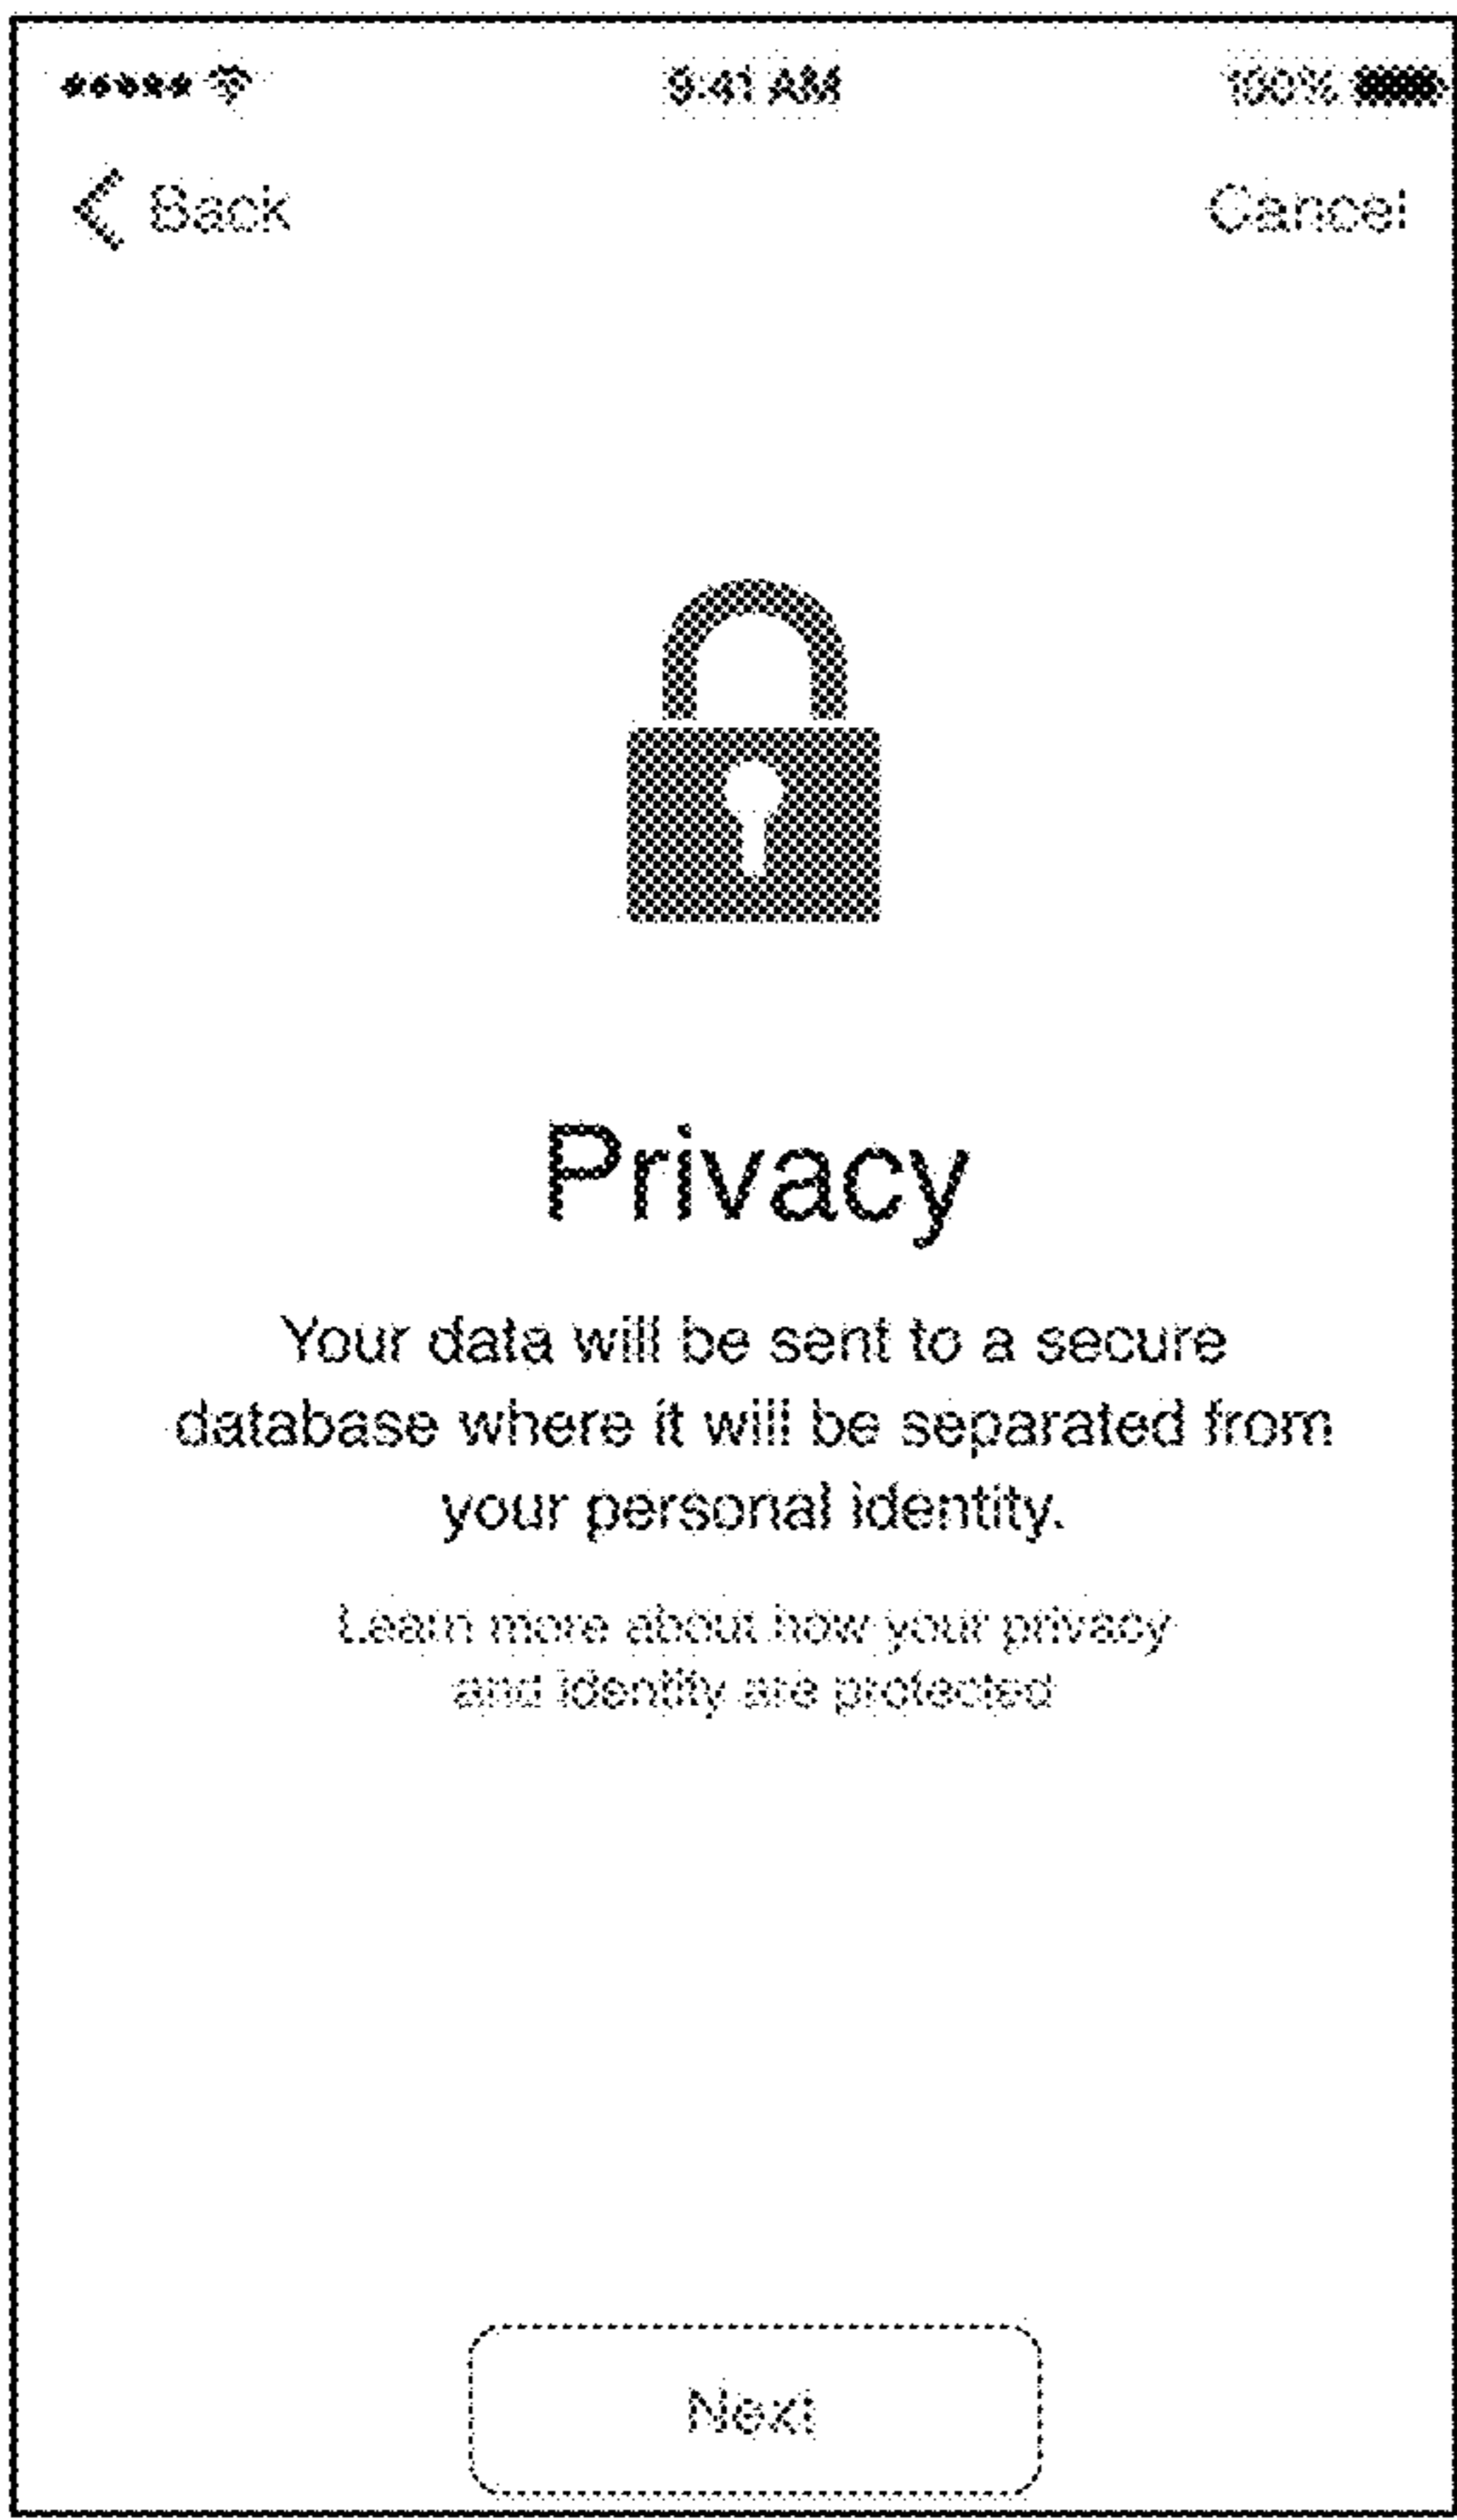 9:41 AM 100%
Back Cancel
Privacy
Your data will be sent to a secure
database where it will be separated from
your personal identity.
Learn more about how your privacy
and identity are protected
Next